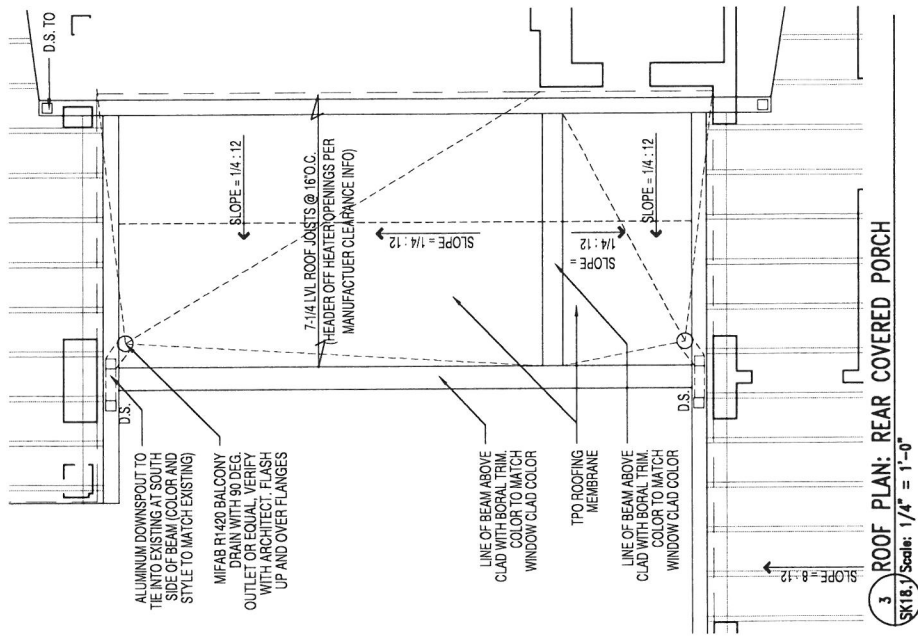 D.S. TO
SLOPE = 1/4 : 12
7-1/4 LVL ROOF JOISTS @ 16"O.C.
(HEADER OFF HEATER OPENINGS PER
MANUFACTUER CLEARANCE INFO)
SLOPE = 1/4 : 12
SLOPE =
1/4 : 12
SLOPE = 1/4 : 12
D.S.
D.S.
ALUMINUM DOWNSPOUT TO
TIE INTO EXISTING AT SOUTH
SIDE OF BEAM (COLOR AND
STYLE TO MATCH EXISTING)
MIFAB R1420 BALCONY
DRAIN WITH 90 DEG.
OUTLET OR EQUAL, VERIFY
WITH ARCHITECT. FLASH
UP AND OVER FLANGES
LINE OF BEAM ABOVE
CLAD WITH BORAL TRIM.
COLOR TO MATCH
WINDOW CLAD COLOR
TPO ROOFING
MEMBRANE
LINE OF BEAM ABOVE
CLAD WITH BORAL TRIM.
COLOR TO MATCH
WINDOW CLAD COLOR
SLOPE = 8 : 12
3
SK18.1
ROOF PLAN: REAR COVERED PORCH
Scale: 1/4" = 1'-0"